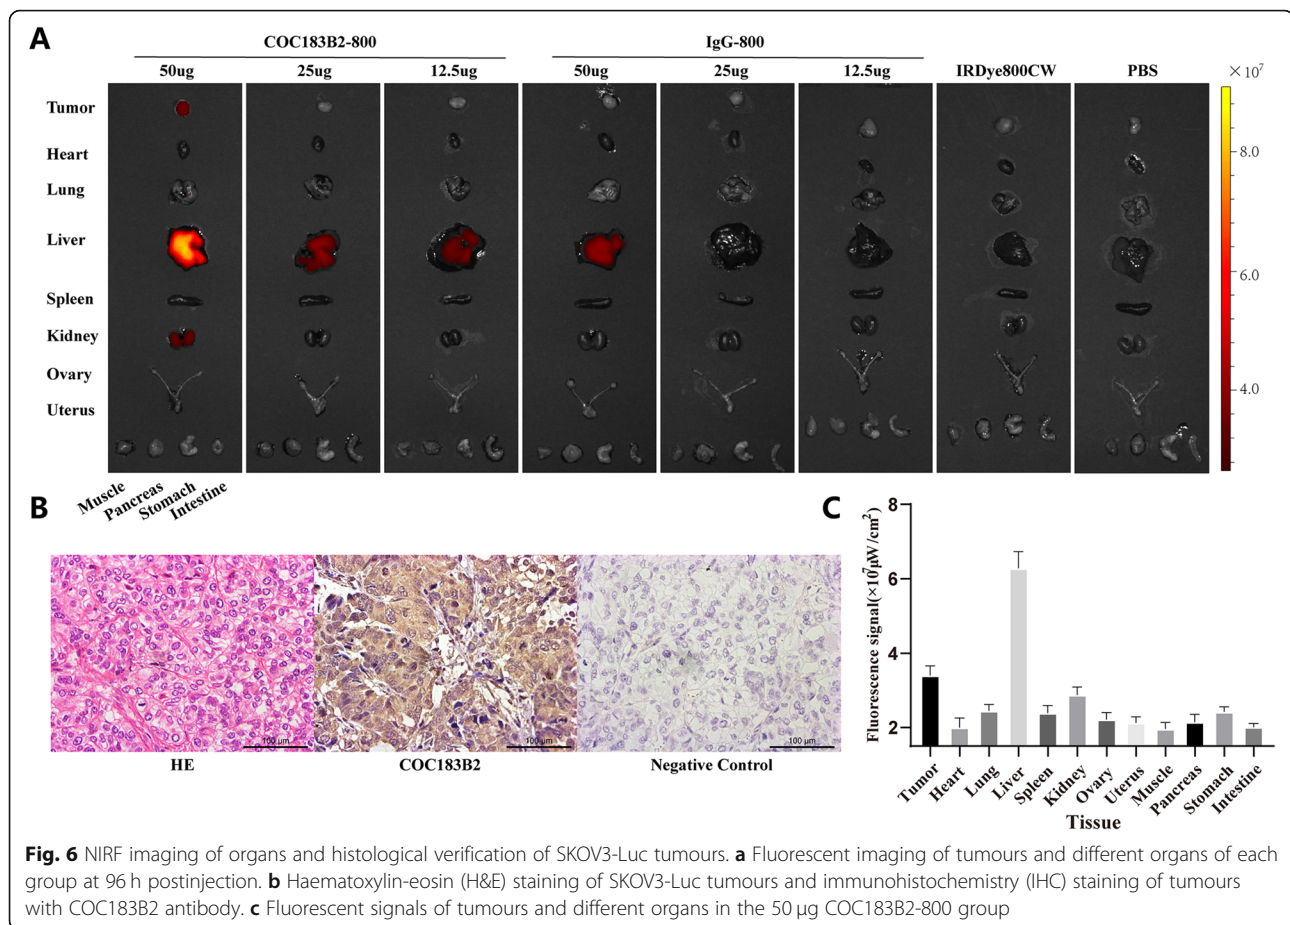 A
COC183B2-800
IgG-800
50ug
25ug
12.5ug
50ug
25ug
12.5ug
IRDye800CW
PBS
×10⁷
Tumor
Heart
Lung
Liver
Spleen
Kidney
Ovary
Uterus
8.0
6.0
4.0
Muscle
Pancreas
Stomach
Intestine
B
100 μm
100 μm
100 μm
HE
COC183B2
Negative Control
C
Fluorescence signal(×10⁷μW/cm²)
8
6
4
2
Tumor
Heart
Lung
Liver
Spleen
Kidney
Ovary
Uterus
Muscle
Pancreas
Stomach
Intestine
Tissue
Fig. 6 NIRF imaging of organs and histological verification of SKOV3-Luc tumours. a Fluorescent imaging of tumours and different organs of each
group at 96 h postinjection. b Haematoxylin-eosin (H&E) staining of SKOV3-Luc tumours and immunohistochemistry (IHC) staining of tumours
with COC183B2 antibody. c Fluorescent signals of tumours and different organs in the 50 μg COC183B2-800 group